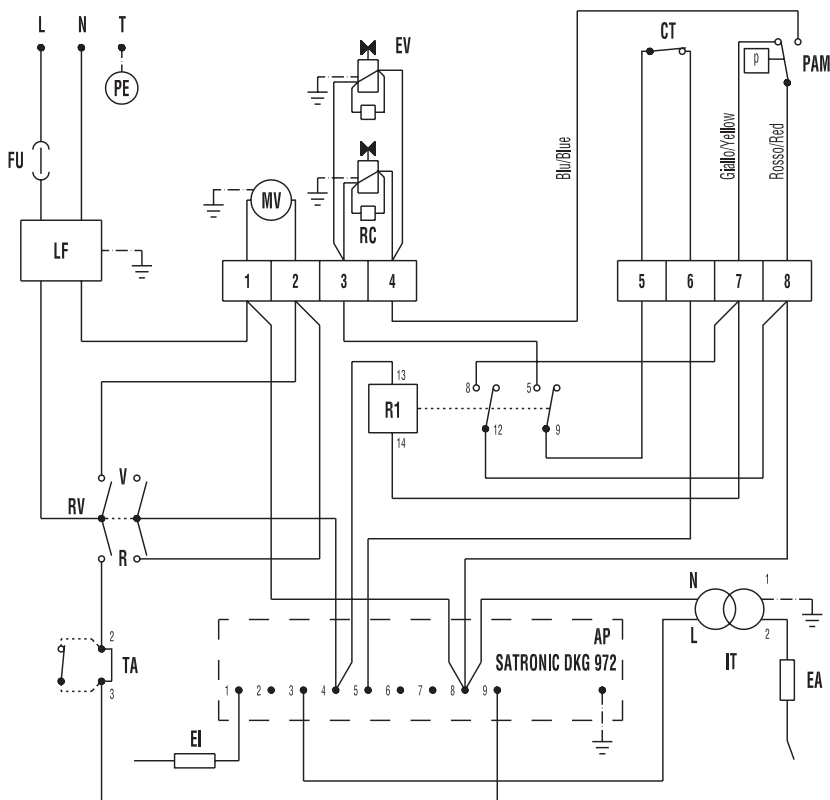 L N T
EV
CT
PE
P
PAM
FU
Blu/Blue
Giallo/Yellow
Rosso/Red
MV
LF
RC
1 2 3 4
5 6 7 8
13
8 5
R1
12 9
14
V
RV
R
N 1
L 2
IT
AP
SATRONIC DKG 972
2
TA
3
1 2 3 4 5 6 7 8 9
EA
EI